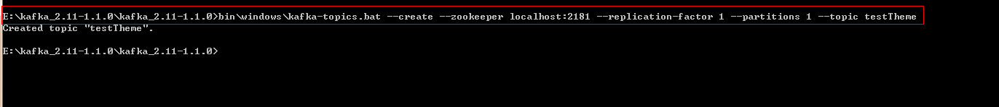 E:\kafka_2.11-1.1.0\kafka_2.11-1.1.0>bin\windows\kafka-topics.bat --create --zookeeper localhost:2181 --replication-factor 1 --partitions 1 --topic testTheme
Created topic "testTheme".
E:\kafka_2.11-1.1.0\kafka_2.11-1.1.0>